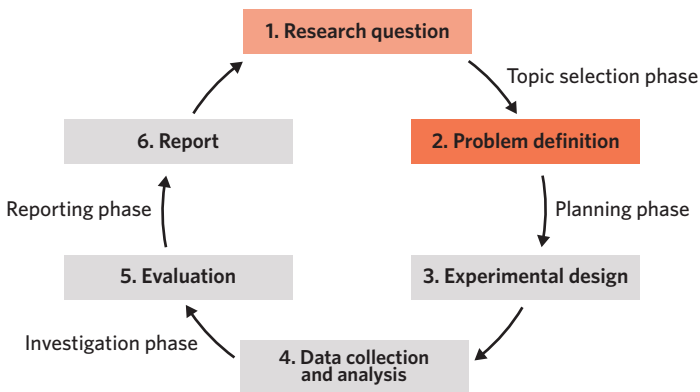 1. Research question
Topic selection phase
2. Problem definition
Planning phase
3. Experimental design
4. Data collection
and analysis
Investigation phase
5. Evaluation
Reporting phase
6. Report